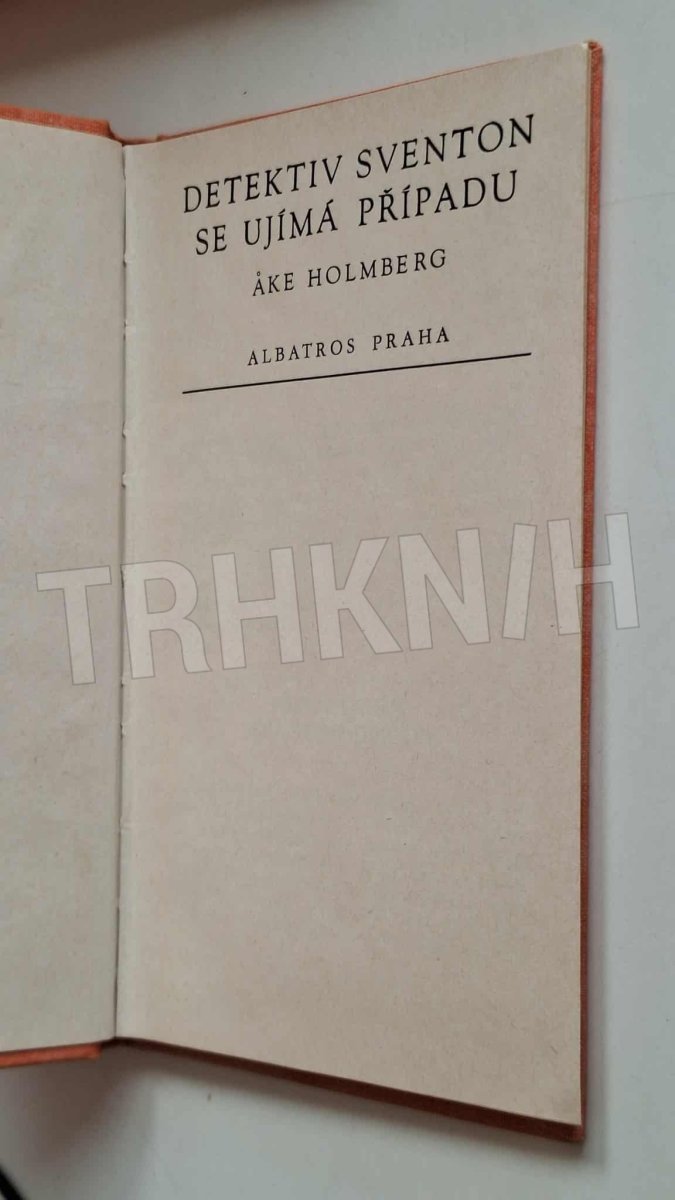 DETEKTIV SVENTON
SE UJÍMÁ PŘÍPADU
ÅKE HOLMBERG
ALBATROS PRAHA
TRHKNIH